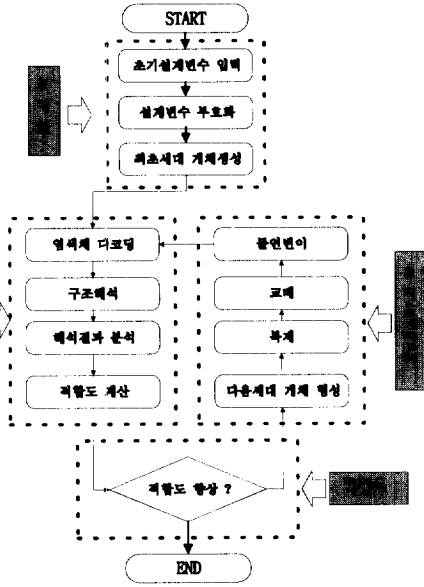 START
초기설계변수 입력
설계변수 부호화
최초세대 개체생성
염색체 디코딩
구조해석
해석결과 분석
적합도 계산
돌연변이
교배
복제
다음세대 개체 형성
적합도 향상 ?
END